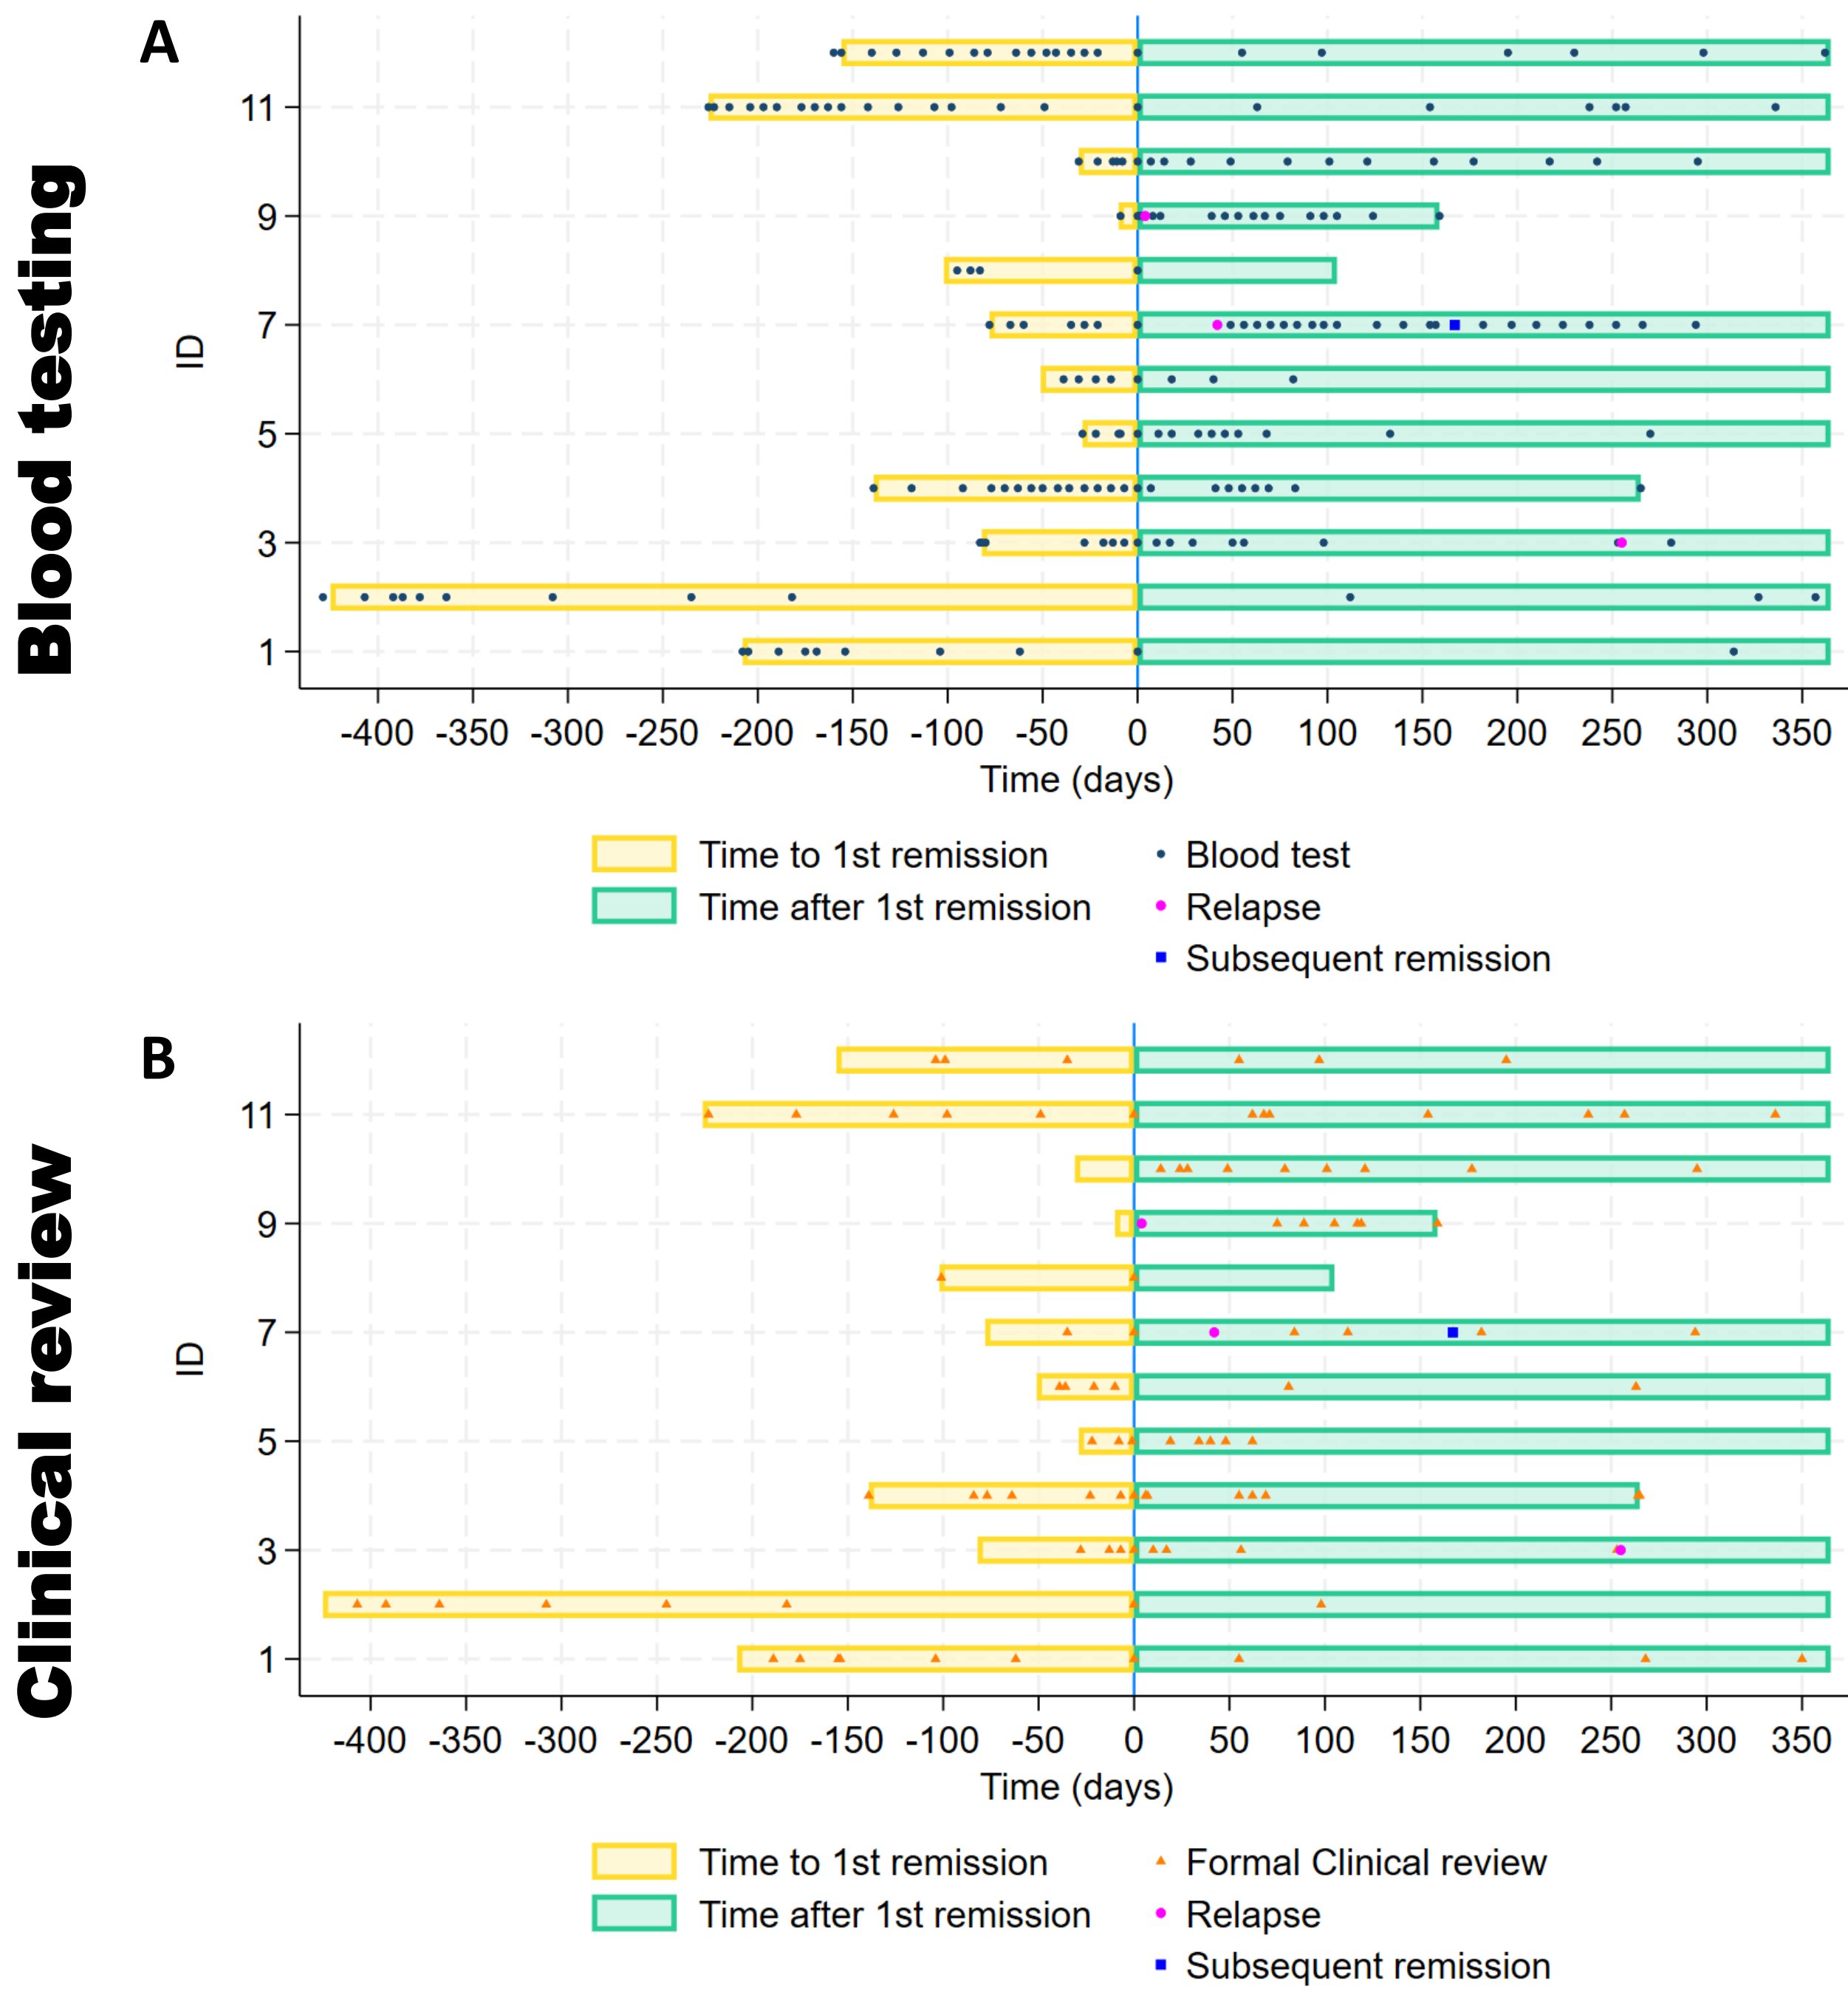 A
Blood testing
ID
11
9
7
5
3
1
-400 -350 -300 -250 -200 -150 -100 -50 0 50 100 150 200 250 300 350
Time (days)
Time to 1st remission
Time after 1st remission
Blood test
Relapse
Subsequent remission
B
Clinical review
ID
11
9
7
5
3
1
-400 -350 -300 -250 -200 -150 -100 -50 0 50 100 150 200 250 300 350
Time (days)
Time to 1st remission
Time after 1st remission
Formal Clinical review
Relapse
Subsequent remission